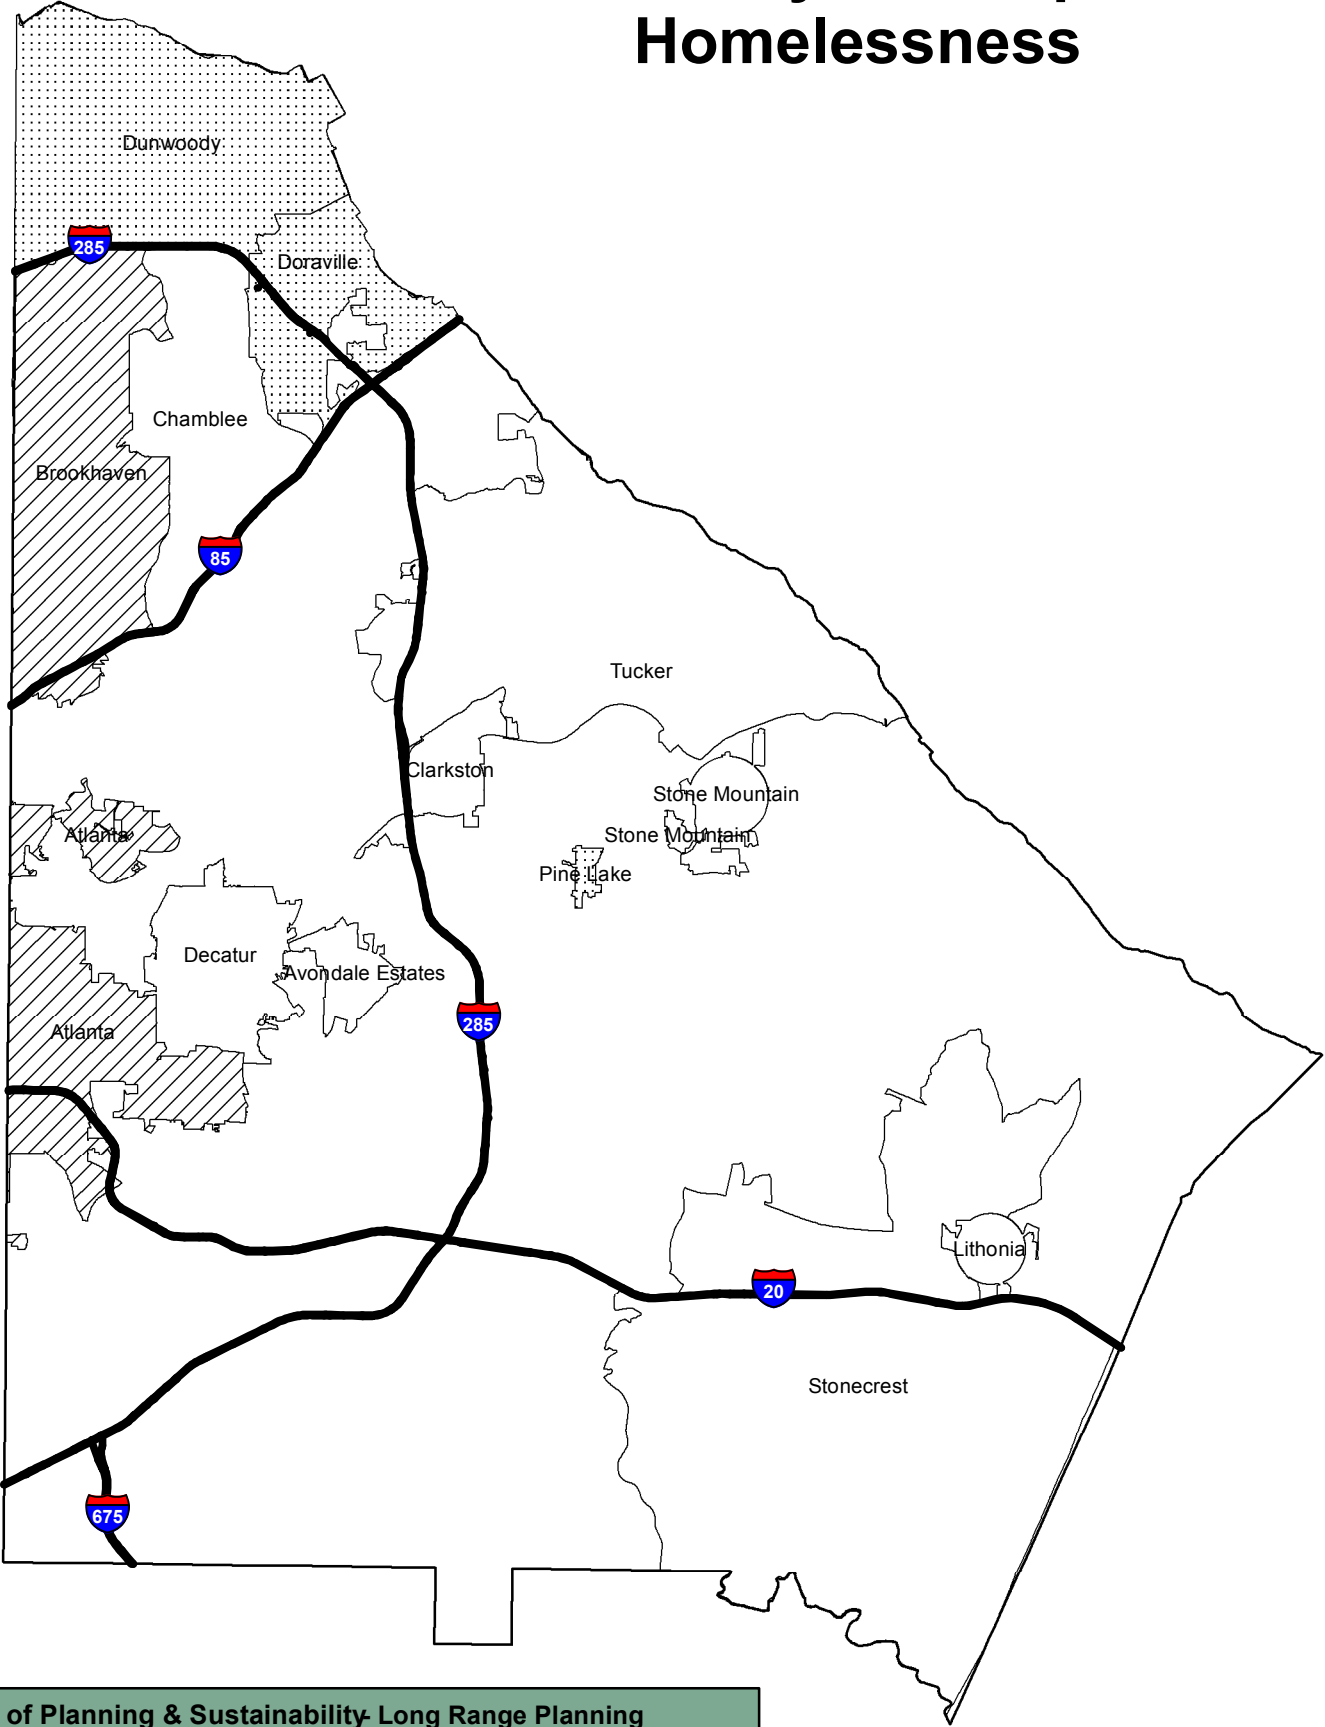 Homelessness
Dunwoody
285
Doraville
Chamblee
Brookhaven
85
Tucker
Clarkston
Stone Mountain
Atlanta
Stone Mountain
Pine Lake
Decatur
Avondale Estates
285
Atlanta
Lithonia
20
Stonecrest
675
of Planning & Sustainability- Long Range Planning